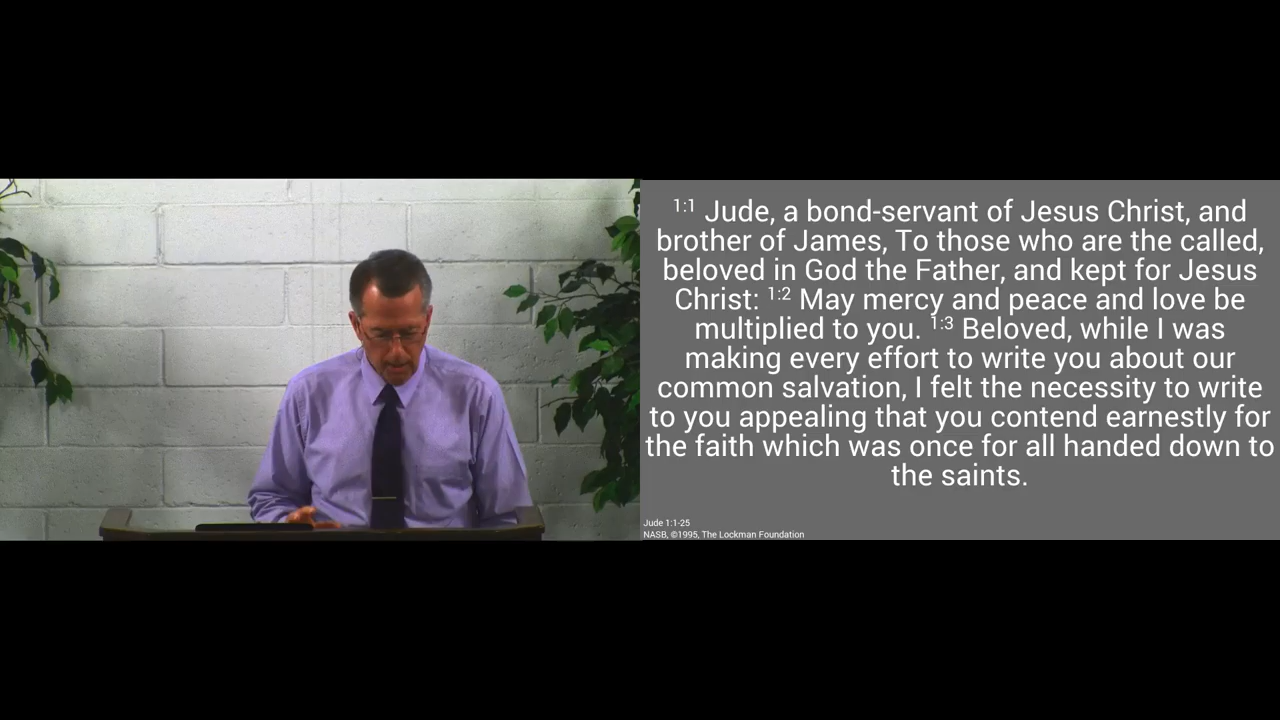 1:1 Jude, a bond-servant of Jesus Christ, and
brother of James, To those who are the called,
beloved in God the Father, and kept for Jesus
Christ: 1:2 May mercy and peace and love be
multiplied to you. 1:3 Beloved, while I was
making every effort to write you about our
common salvation, I felt the necessity to write
to you appealing that you contend earnestly for
the faith which was once for all handed down to
the saints.
Jude 1:1-25
NASB, ©1995, The Lockman Foundation